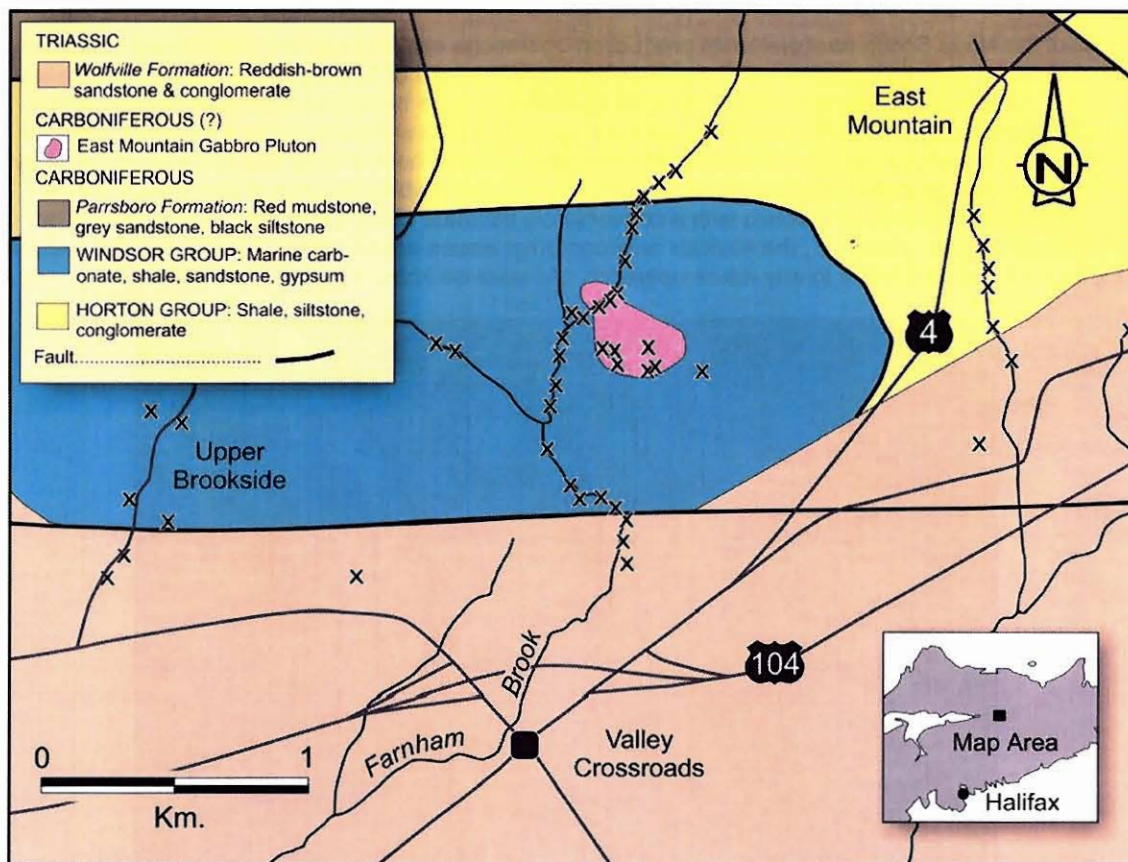 TRIASSIC
Wolfville Formation: Reddish-brown
sandstone & conglomerate
CARBONIFEROUS (?)
East Mountain Gabbro Pluton
CARBONIFEROUS
Parrsboro Formation: Red mudstone,
grey sandstone, black siltstone
WINDSOR GROUP: Marine carb-
onate, shale, sandstone, gypsum
HORTON GROUP: Shale, siltstone,
conglomerate
Fault
East
Mountain
N
4
Upper
Brookside
104
Brook
Farnham
Valley
Crossroads
0 1
Km.
Map Area
Halifax